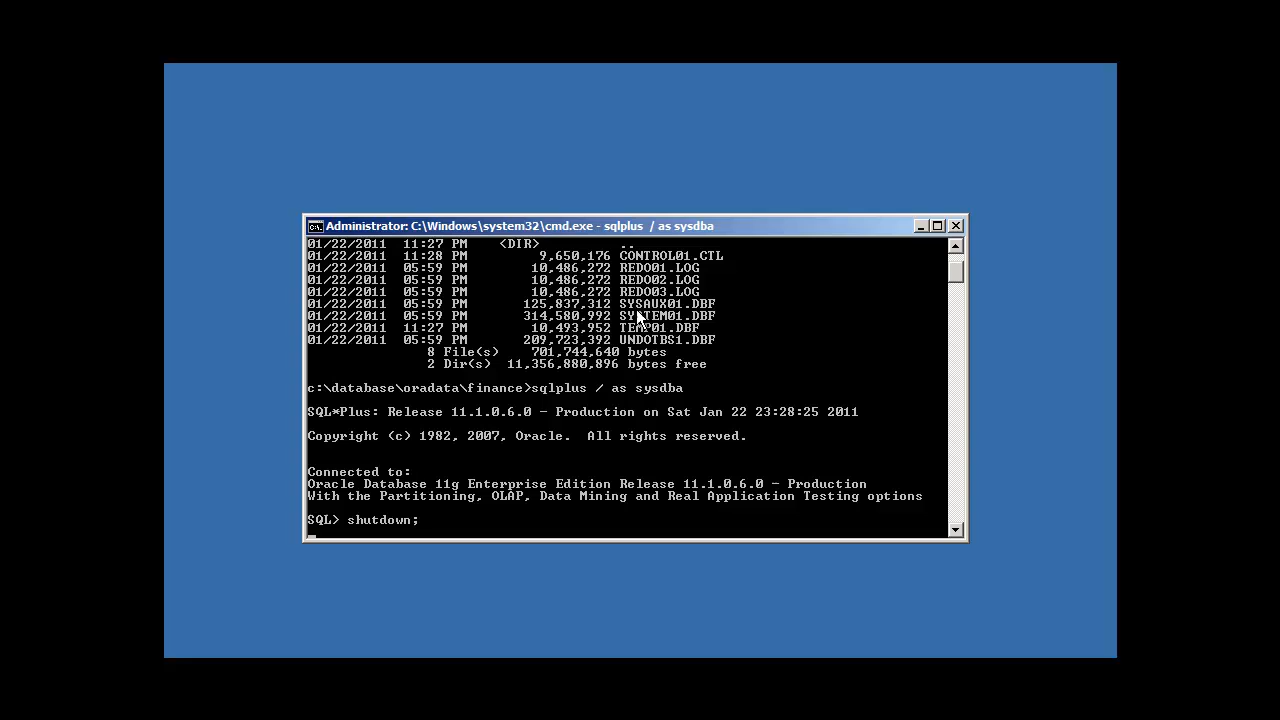 Administrator: C:\Windows\system32\cmd.exe - sqlplus / as sysdba
01/22/2011  11:27 PM    <DIR>          ..
01/22/2011  11:28 PM         9,650,176 CONTROL01.CTL
01/22/2011  05:59 PM        10,486,272 REDO01.LOG
01/22/2011  05:59 PM        10,486,272 REDO02.LOG
01/22/2011  05:59 PM        10,486,272 REDO03.LOG
01/22/2011  05:59 PM       125,837,312 SYSAUX01.DBF
01/22/2011  05:59 PM       314,580,992 SYSTEM01.DBF
01/22/2011  11:27 PM        10,493,952 TEMP01.DBF
01/22/2011  05:59 PM       209,723,392 UNDOTBS1.DBF
8 File(s)    701,744,640 bytes
2 Dir(s)  11,356,880,896 bytes free
c:\database\oradata\finance>sqlplus / as sysdba
SQL*Plus: Release 11.1.0.6.0 - Production on Sat Jan 22 23:28:25 2011
Copyright (c) 1982, 2007, Oracle.  All rights reserved.
Connected to:
Oracle Database 11g Enterprise Edition Release 11.1.0.6.0 - Production
With the Partitioning, OLAP, Data Mining and Real Application Testing options
SQL> shutdown;